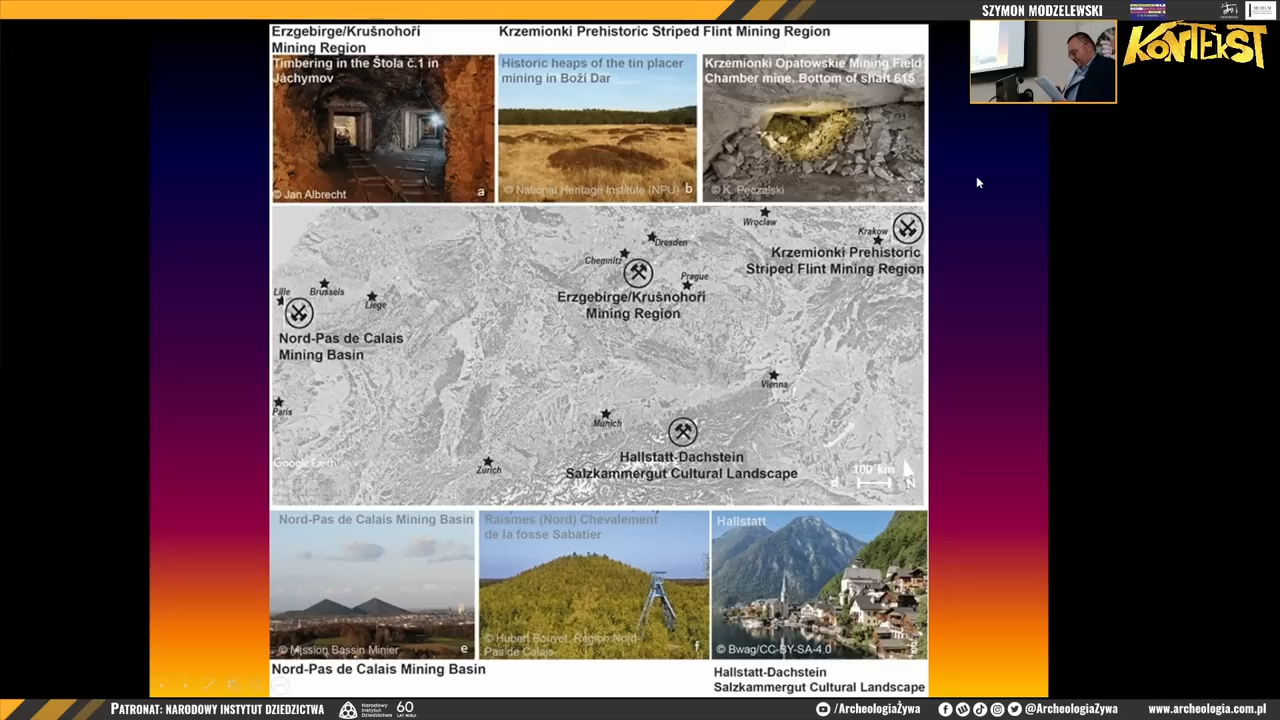 SZYMON MODZELEWSKI
KONTEKST
Erzgebirge/Krušnohoří
Mining Region
Krzemionki Prehistoric Striped Flint Mining Region
Timbering in the Štola č.1 in
Jáchymov
© Jan Albrecht
a
Historic heaps of the tin placer
mining in Boži Dar
© National Heritage Institute (NPU)
b
Krzemionki Opatowskie Mining Field
Chamber mine. Bottom of shaft 615
© K. Pęczalski
c
Wroclaw
Krakow
Krzemionki Prehistoric
Striped Flint Mining Region
Dresden
Chemnitz
Prague
Erzgebirge/Krušnohoří
Mining Region
Lille
Brussels
Liege
Nord-Pas de Calais
Mining Basin
Paris
Vienna
Munich
Zurich
Hallstatt-Dachstein
Salzkammergut Cultural Landscape
Google Earth
d
100 km
N
Nord-Pas de Calais Mining Basin
© Mission Bassin Minier
e
Raismes (Nord) Chevalement
de la fosse Sabatier
© Hubert Bouvet, Région Nord-
Pas de Calais
f
Hallstatt
© Bwag/CC-BY-SA-4.0
g
Nord-Pas de Calais Mining Basin
Hallstatt-Dachstein
Salzkammergut Cultural Landscape
PATRONAT: NARODOWY INSTYTUT DZIEDZICTWA
Narodowy
Instytut
Dziedzictwa
60
/ArcheologiaŻywa
@ArcheologiaZywa
www.archeologia.com.pl